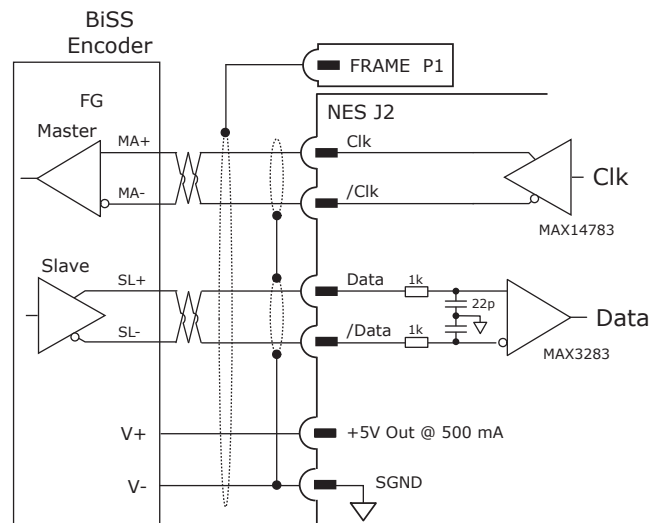 BiSS
Encoder
FRAME P1
FG
NES J2
Master
MA+
Clk
MA-
/Clk
Clk
MAX14783
Slave
SL+
Data
1k
22p
Data
SL-
/Data
1k
MAX3283
V+
+5V Out @ 500 mA
V-
SGND